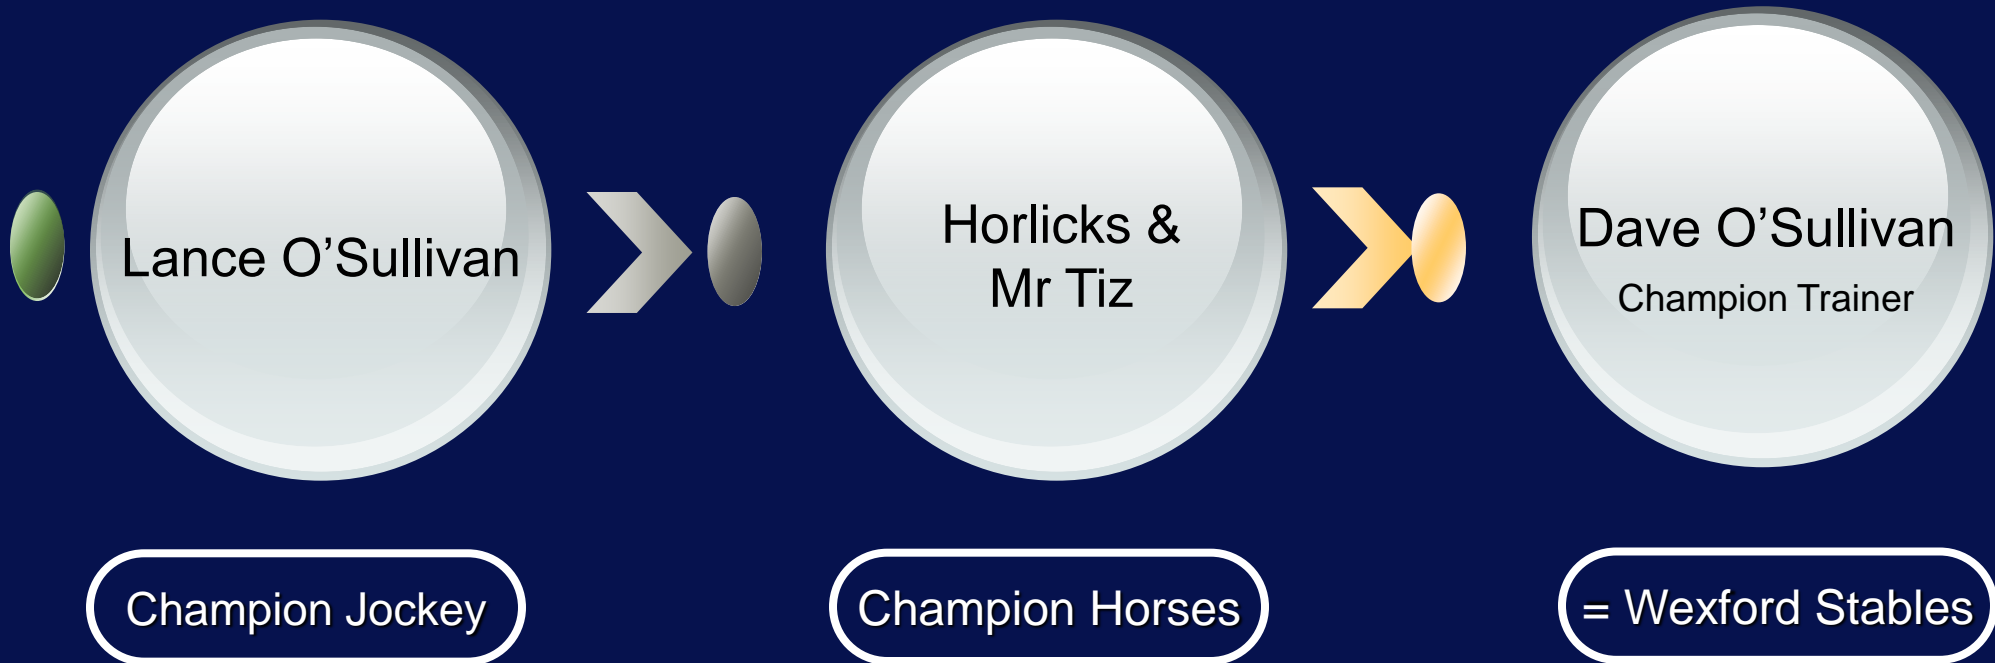 Lance O’Sullivan
Horlicks &
Mr Tiz
Dave O’Sullivan
Champion Trainer
Champion Jockey
Champion Horses
= Wexford Stables